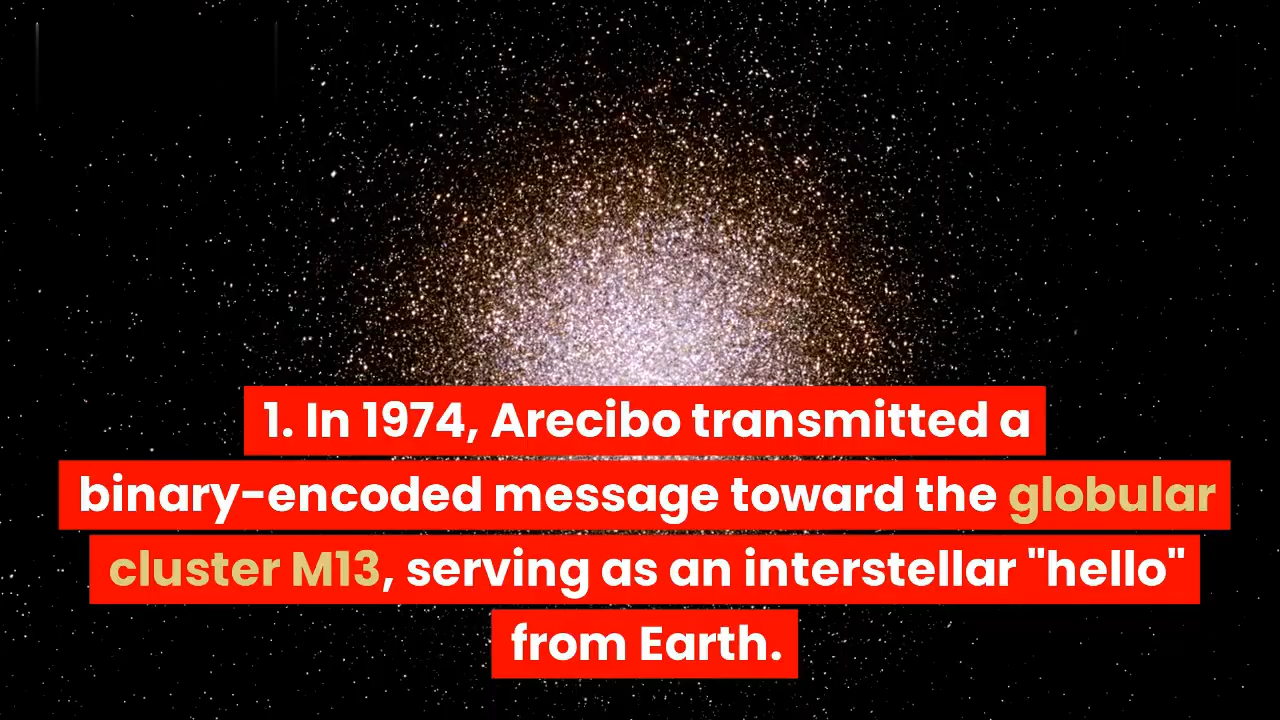 1. In 1974, Arecibo transmitted a
binary-encoded message toward the globular
cluster M13, serving as an interstellar "hello"
from Earth.